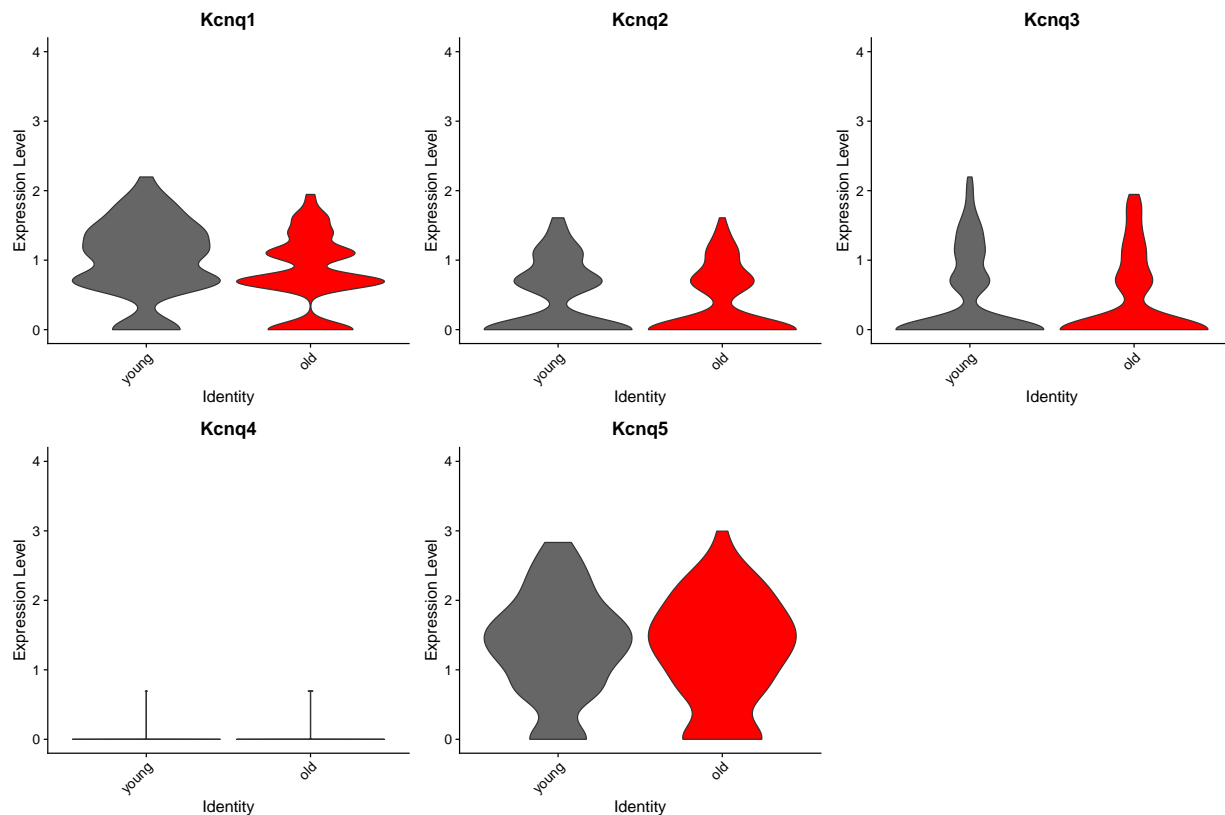 Kcnq1
Expression Level
4
3
2
1
0
young
old
Identity
Kcnq2
Expression Level
4
3
2
1
0
young
old
Identity
Kcnq3
Expression Level
4
3
2
1
0
young
old
Identity
Kcnq4
Expression Level
4
3
2
1
0
young
old
Identity
Kcnq5
Expression Level
4
3
2
1
0
young
old
Identity